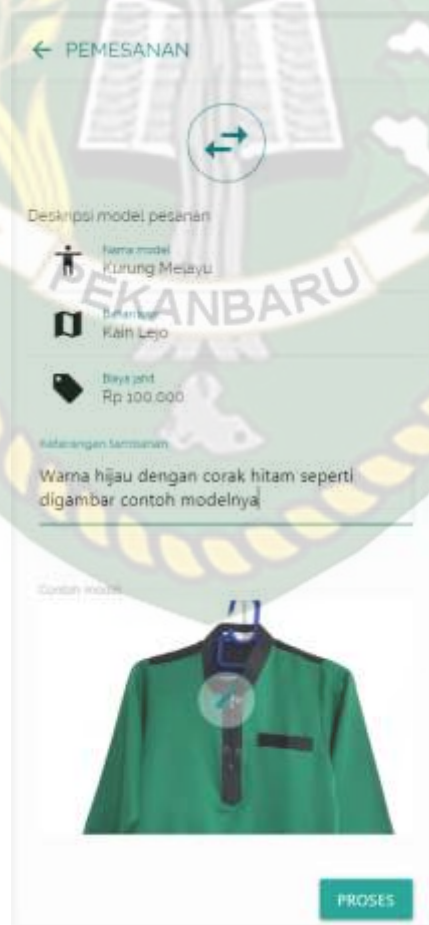 PEMESANAN
Deskripsi model pesanan
Nama model
Kurung Melayu
PEKANBARU
Kain Lejo
Biaya jahit
Rp 100.000
Keterangan tambahan
Warna hijau dengan corak hitam seperti
digambar contoh modelnya
Contoh model
PROSES